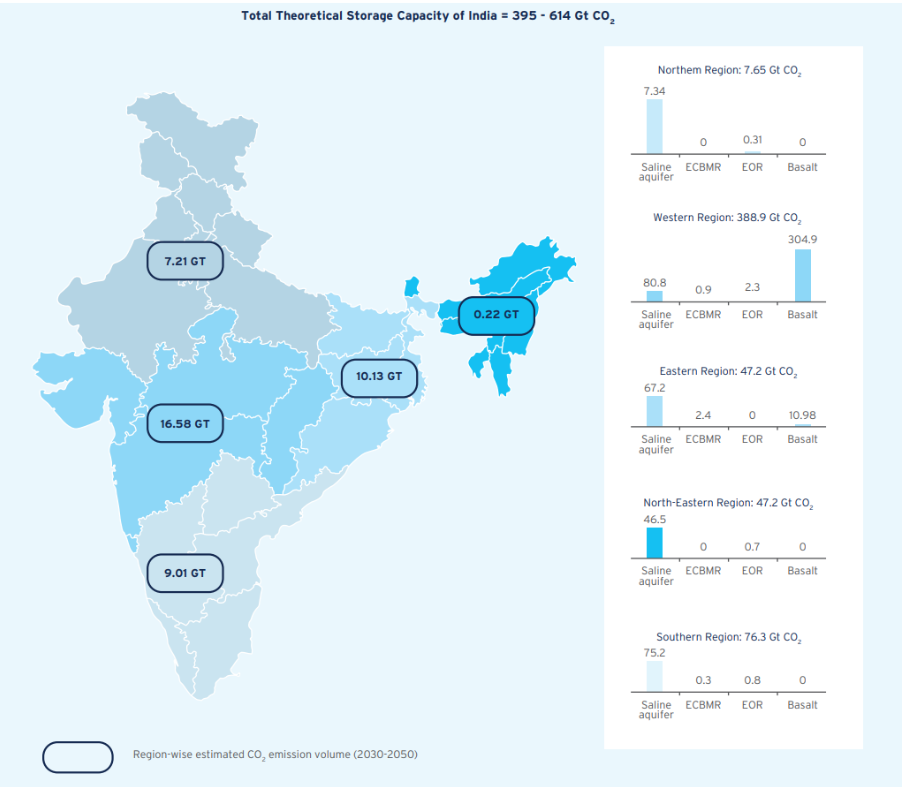 Total Theoretical Storage Capacity of India = 395 - 614 Gt CO₂
Northern Region: 7.65 Gt CO₂
7.34
0
0.31
0
Saline aquifer
ECBMR
EOR
Basalt
Western Region: 388.9 Gt CO₂
80.8
0.9
2.3
304.9
Saline aquifer
ECBMR
EOR
Basalt
Eastern Region: 47.2 Gt CO₂
67.2
2.4
0
10.98
Saline aquifer
ECBMR
EOR
Basalt
North-Eastern Region: 47.2 Gt CO₂
46.5
0
0.7
0
Saline aquifer
ECBMR
EOR
Basalt
Southern Region: 76.3 Gt CO₂
75.2
0.3
0.8
0
Saline aquifer
ECBMR
EOR
Basalt
7.21 GT
0.22 GT
10.13 GT
16.58 GT
9.01 GT
Region-wise estimated CO₂ emission volume (2030-2050)